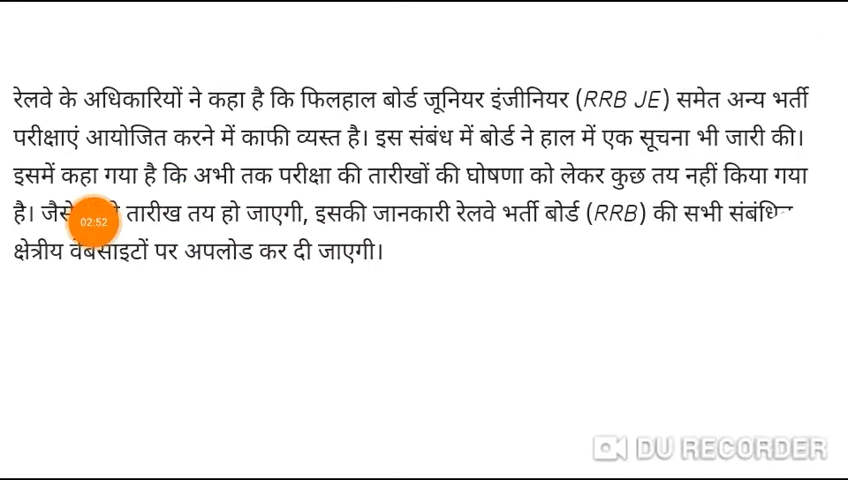 रेलवे के अधिकारियों ने कहा है कि फिलहाल बोर्ड जूनियर इंजीनियर (RRB JE) समेत अन्य भर्ती
परीक्षाएं आयोजित करने में काफी व्यस्त है। इस संबंध में बोर्ड ने हाल में एक सूचना भी जारी की।
इसमें कहा गया है कि अभी तक परीक्षा की तारीखों की घोषणा को लेकर कुछ तय नहीं किया गया
है। तारीख तय हो जाएगी, इसकी जानकारी रेलवे भर्ती बोर्ड (RRB) की सभी
02:52
क्षेत्रीय वेबसाइटों पर अपलोड कर दी जाएगी।
DU RECORDER